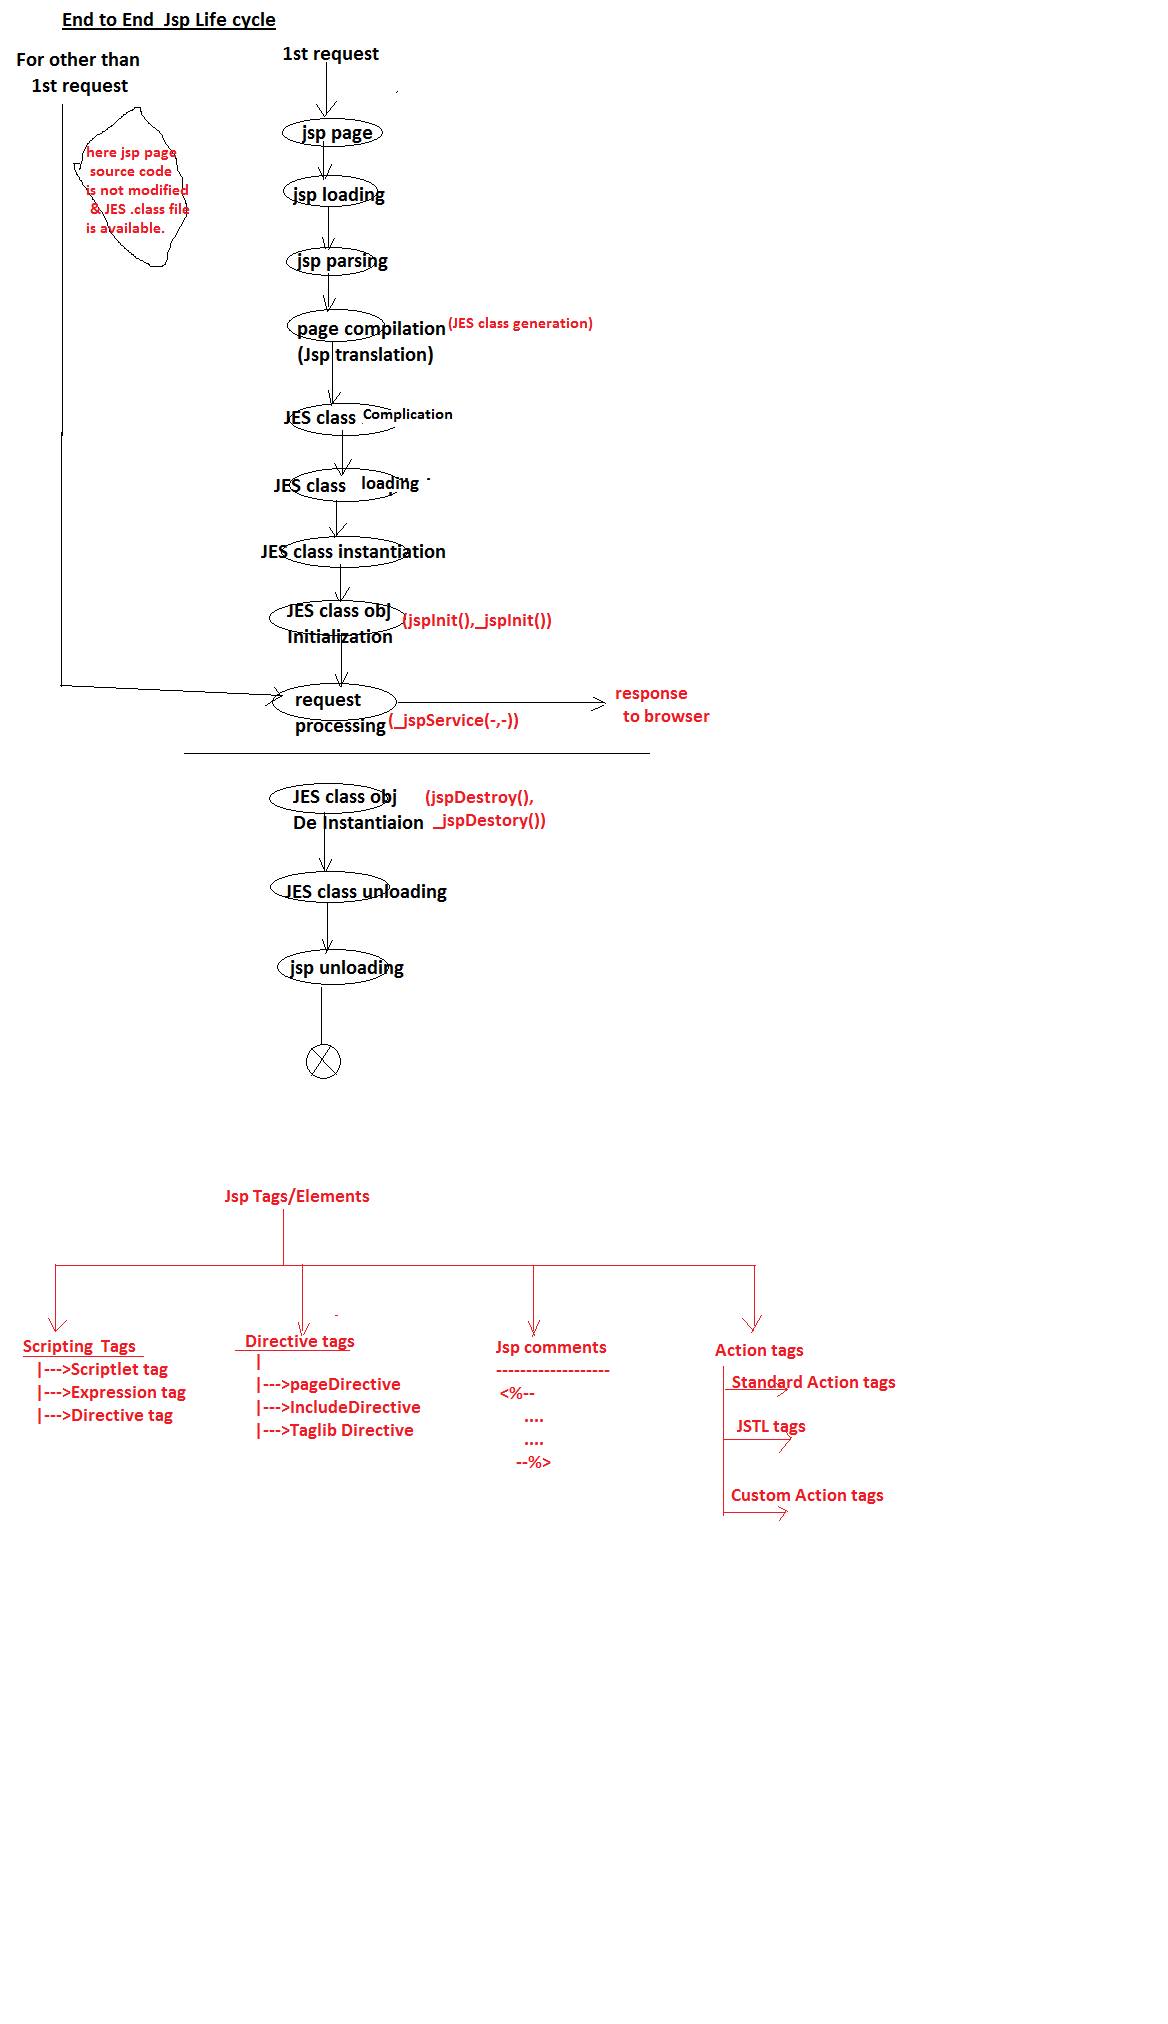 End to End  Jsp Life cycle
For other than
1st request
1st request
here jsp page
source code
is not modified
& JES .class file
is available.
jsp page
jsp loading
jsp parsing
page compilation (JES class generation)
(Jsp translation)
JES class Complication
JES class loading
JES class instantiation
JES class obj
Initialization
(jspInit(),_jspInit())
request
processing
(_jspService(-,-))
response
to browser
JES class obj
De Instantiaion
(jspDestroy(),
_jspDestory())
JES class unloading
jsp unloading
Jsp Tags/Elements
Scripting  Tags
|--->Scriptlet tag
|--->Expression tag
|--->Directive tag
Directive tags
|
|--->pageDirective
|--->IncludeDirective
|--->Taglib Directive
Jsp comments
-------------------
<%--
....
....
--%>
Action tags
Standard Action tags
JSTL tags
Custom Action tags